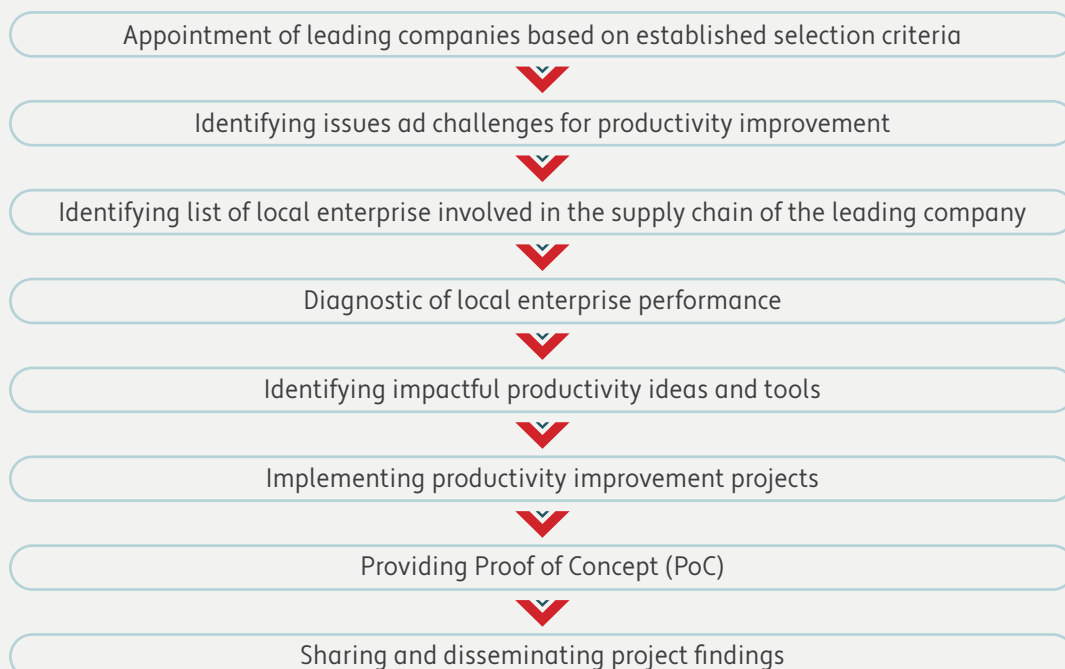 Appointment of leading companies based on established selection criteria
Identifying issues ad challenges for productivity improvement
Identifying list of local enterprise involved in the supply chain of the leading company
Diagnostic of local enterprise performance
Identifying impactful productivity ideas and tools
Implementing productivity improvement projects
Providing Proof of Concept (PoC)
Sharing and disseminating project findings